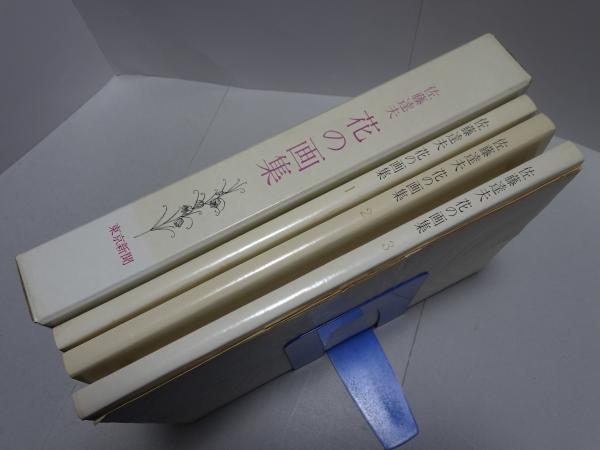 佐藤達夫
花の画集
東京新聞
佐藤達夫 花の画集 1
佐藤達夫 花の画集 2
佐藤達夫 花の画集 3